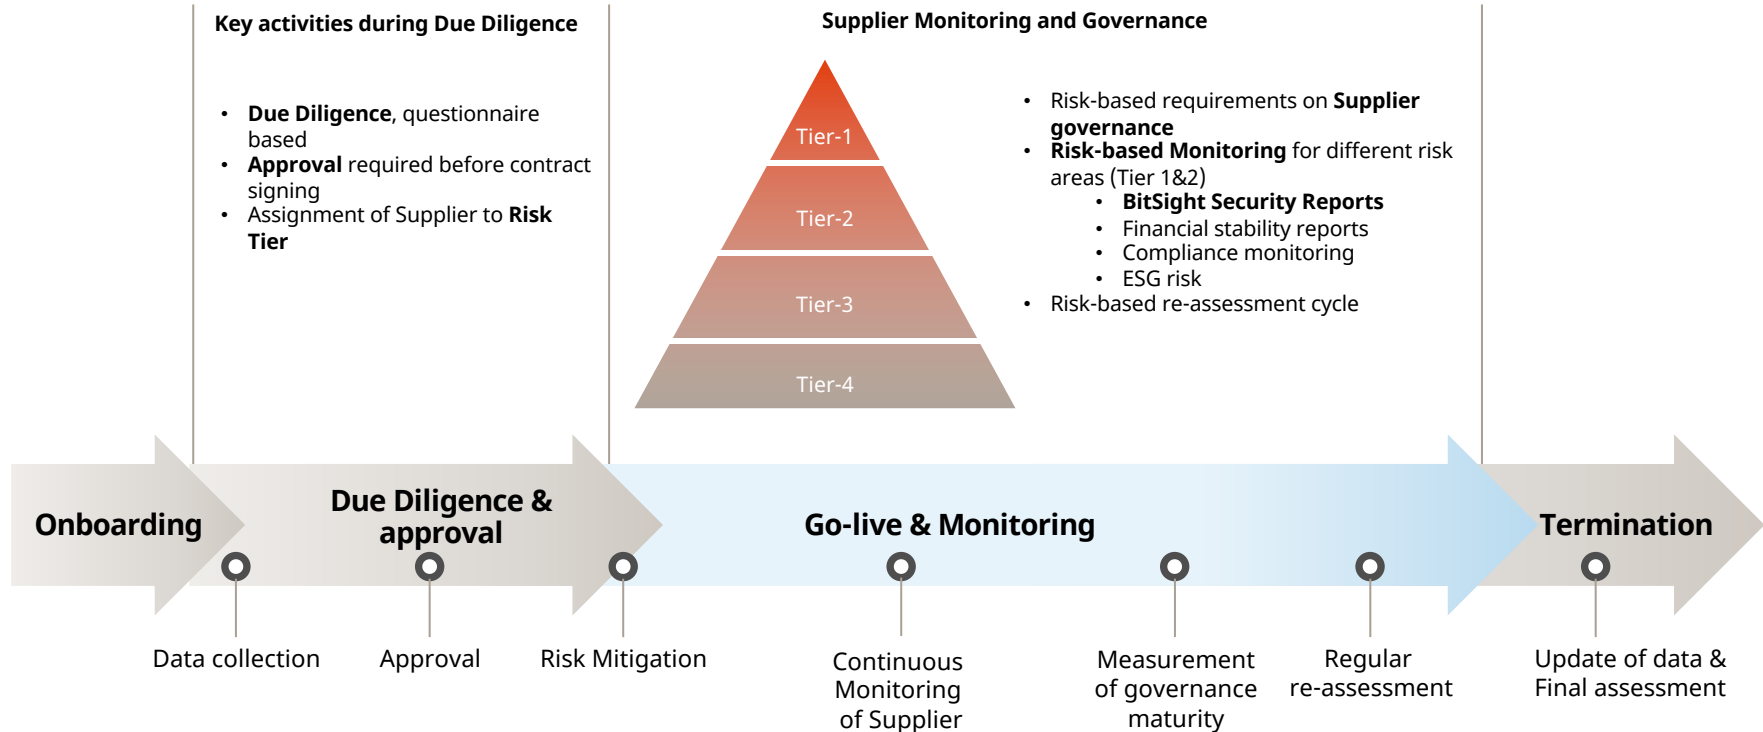 Key activities during Due Diligence
• Due Diligence, questionnaire
based
• Approval required before contract
signing
• Assignment of Supplier to Risk
Tier
Supplier Monitoring and Governance
Tier-1
Tier-2
Tier-3
Tier-4
• Risk-based requirements on Supplier
governance
• Risk-based Monitoring for different risk
areas (Tier 1&2)
• BitSight Security Reports
• Financial stability reports
• Compliance monitoring
• ESG risk
• Risk-based re-assessment cycle
Onboarding
Due Diligence &
approval
Go-live & Monitoring
Termination
Data collection
Approval
Risk Mitigation
Continuous
Monitoring
of Supplier
Measurement
of governance
maturity
Regular
re-assessment
Update of data &
Final assessment